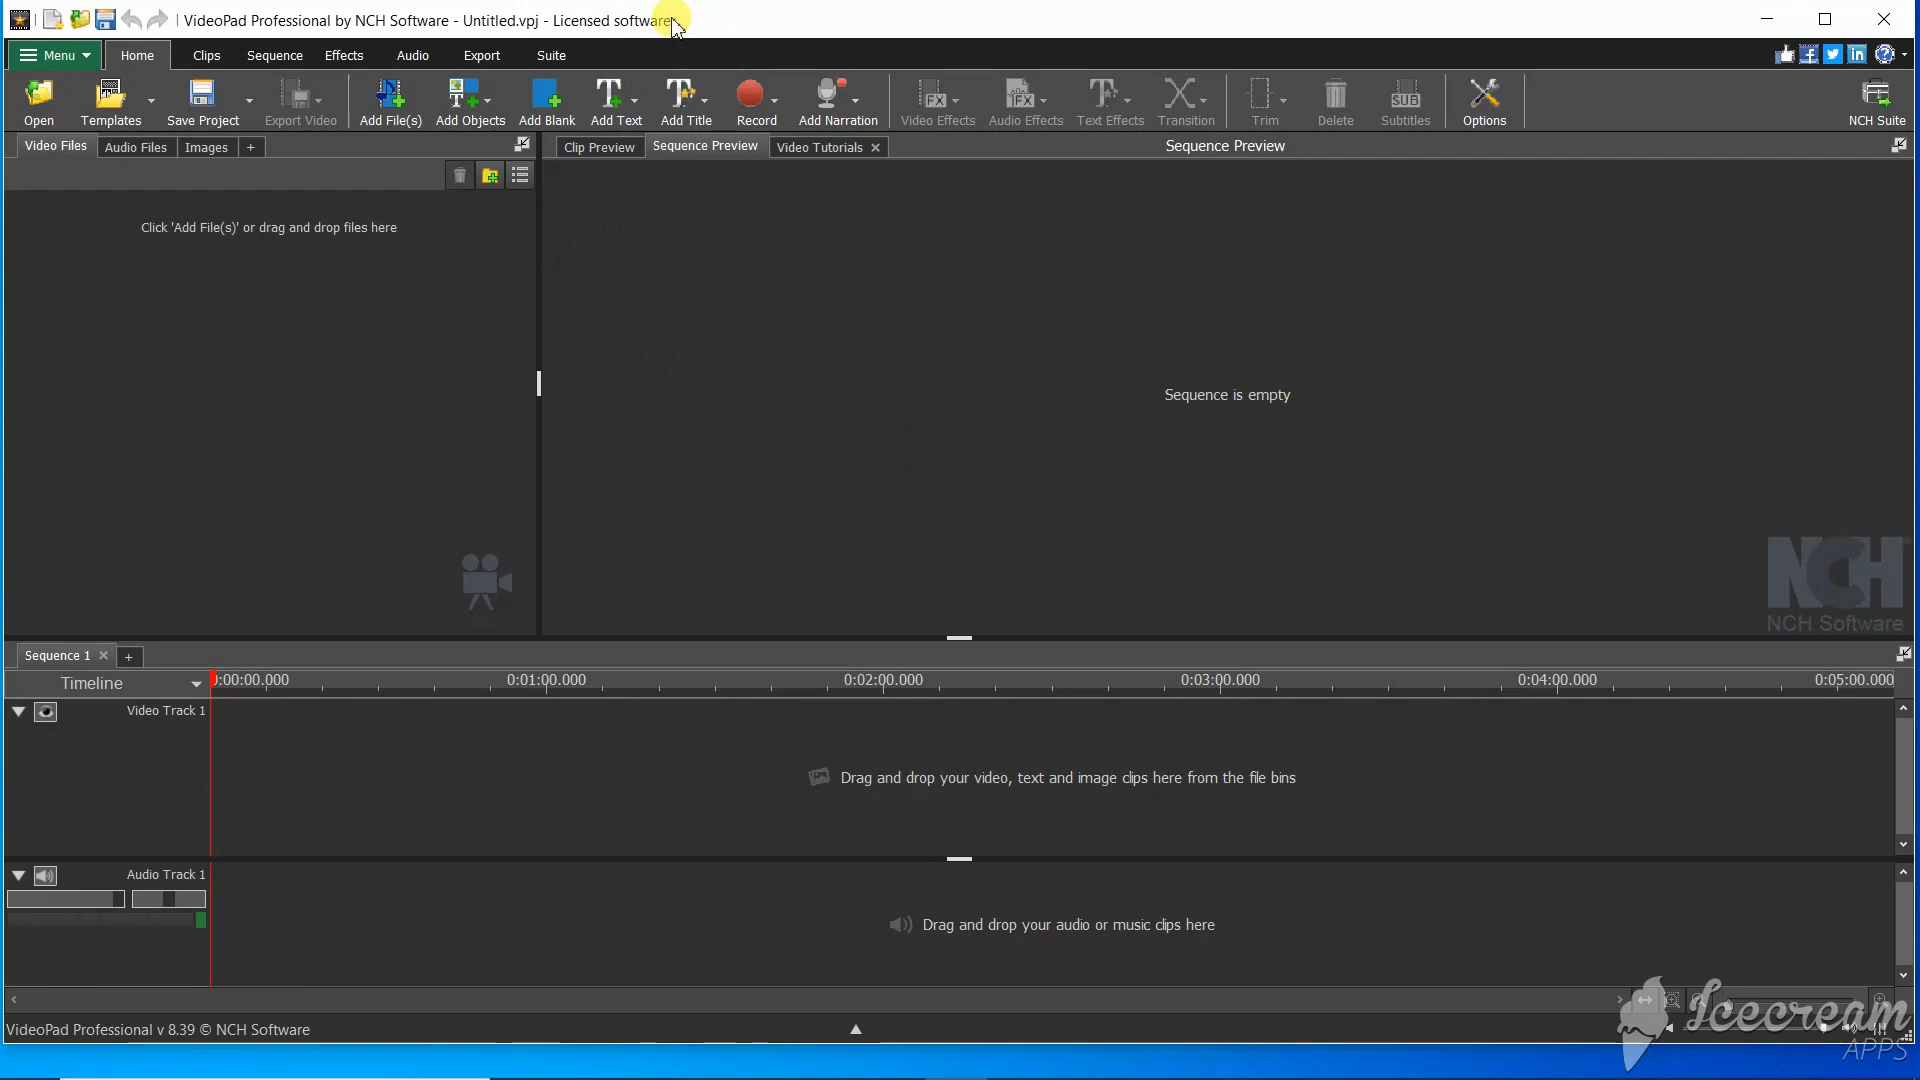 VideoPad Professional by NCH Software - Untitled.vpj - Licensed software
Menu Home Clips Sequence Effects Audio Export Suite
Open Templates Save Project Export Video Add File(s) Add Objects Add Blank Add Text Add Title Record Add Narration Video Effects Audio Effects Text Effects Transition Trim Delete Subtitles Options NCH Suite
Video Files Audio Files Images + Clip Preview Sequence Preview Video Tutorials Sequence Preview
Click 'Add File(s)' or drag and drop files here
Sequence is empty
NCH
NCH Software
Sequence 1 +
Timeline 0:00:00.000 0:01:00.000 0:02:00.000 0:03:00.000 0:04:00.000 0:05:00.000
Video Track 1
Drag and drop your video, text and image clips here from the file bins
Audio Track 1
Drag and drop your audio or music clips here
VideoPad Professional v 8.39 © NCH Software
Icecream
APPS